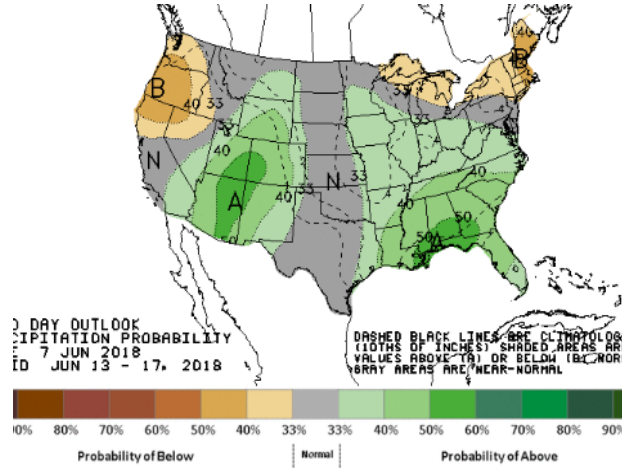 B
40
33
N
A
40
40
33
50
N
33
33
B
33
40
50
50
A
0 DAY OUTLOOK
CIPITATION PROBABILITY
E 7 JUN 2018
ID JUN 13 - 17, 2018
DASHED BLACK LINES ARE CLIMATOLOG
(10THS OF INCHES) SHADED AREAS AR
VALUES ABOVE (A) OR BELOW (B) NOR
GRAY AREAS ARE NEAR-NORMAL
90% 80% 70% 60% 50% 40% 33% 33% 40% 50% 60% 70% 80% 90%
Probability of Below Normal Probability of Above